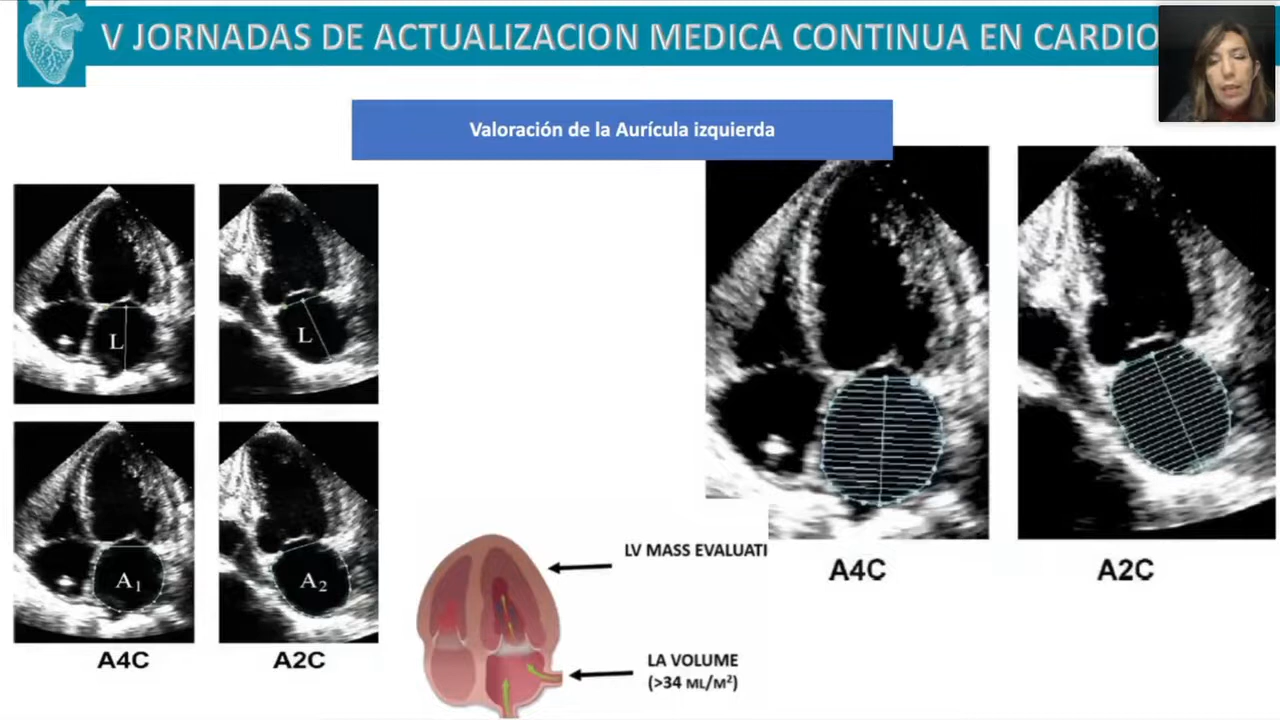 V JORNADAS DE ACTUALIZACION MEDICA CONTINUA EN CARDIO
Valoración de la Aurícula izquierda
L
L
A1
A2
A4C
A2C
LV MASS EVALUATI
LA VOLUME
(>34 ML/M²)
A4C
A2C